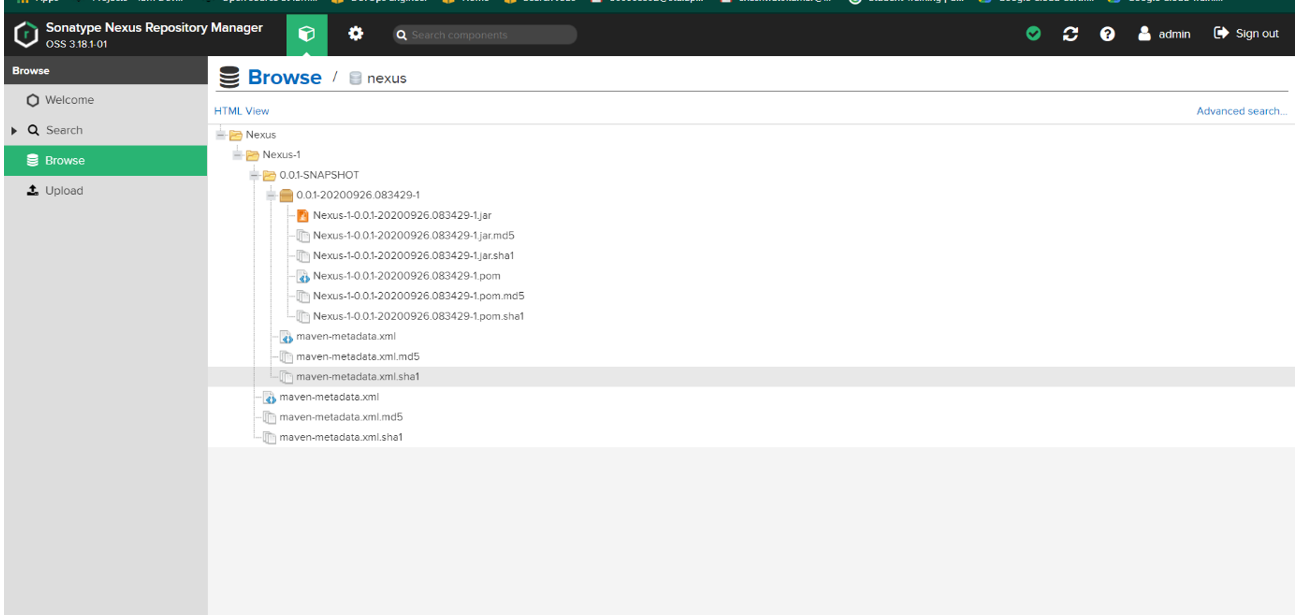 Sonatype Nexus Repository Manager
OSS 3.18.1-01
Search components
admin
Sign out
Browse
Welcome
Search
Browse
Upload
Browse / nexus
HTML View
Advanced search...
Nexus
Nexus-1
0.0.1-SNAPSHOT
0.0.1-20200926.083429-1
Nexus-1-0.0.1-20200926.083429-1.jar
Nexus-1-0.0.1-20200926.083429-1.jar.md5
Nexus-1-0.0.1-20200926.083429-1.jar.sha1
Nexus-1-0.0.1-20200926.083429-1.pom
Nexus-1-0.0.1-20200926.083429-1.pom.md5
Nexus-1-0.0.1-20200926.083429-1.pom.sha1
maven-metadata.xml
maven-metadata.xml.md5
maven-metadata.xml.sha1
maven-metadata.xml
maven-metadata.xml.md5
maven-metadata.xml.sha1